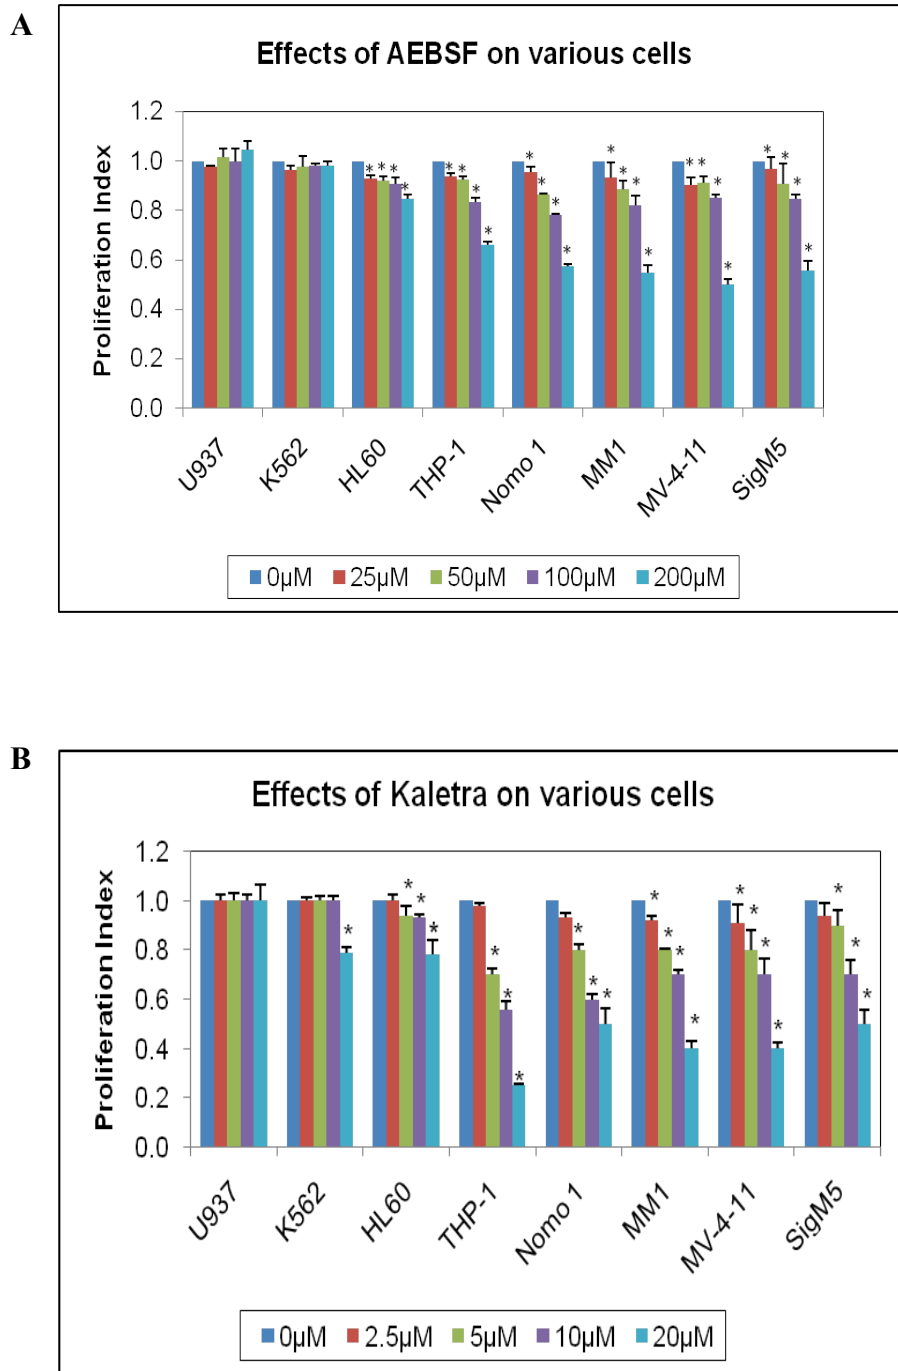 A
Effects of AEBSF on various cells
Proliferation Index
1.2
1.0
0.8
0.6
0.4
0.2
0.0
* * * * * * * * * * * * * * * * * * * * * * * *
U937 K562 HL60 THP-1 Nomo 1 MM1 MV-4-11 SigM5
0µM 25µM 50µM 100µM 200µM
B
Effects of Kaletra on various cells
Proliferation Index
1.2
1.0
0.8
0.6
0.4
0.2
0.0
* * * * * * * * * * * * * * * * * * * * *
U937 K562 HL60 THP-1 Nomo 1 MM1 MV-4-11 SigM5
0µM 2.5µM 5µM 10µM 20µM